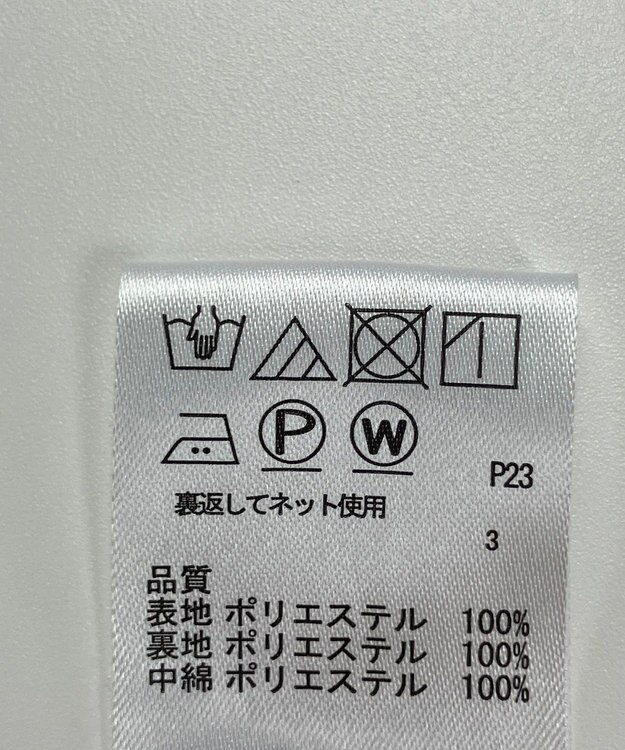 P W
P23
裏返してネット使用
3
品質
表地 ポリエステル 100%
裏地 ポリエステル 100%
中綿 ポリエステル 100%